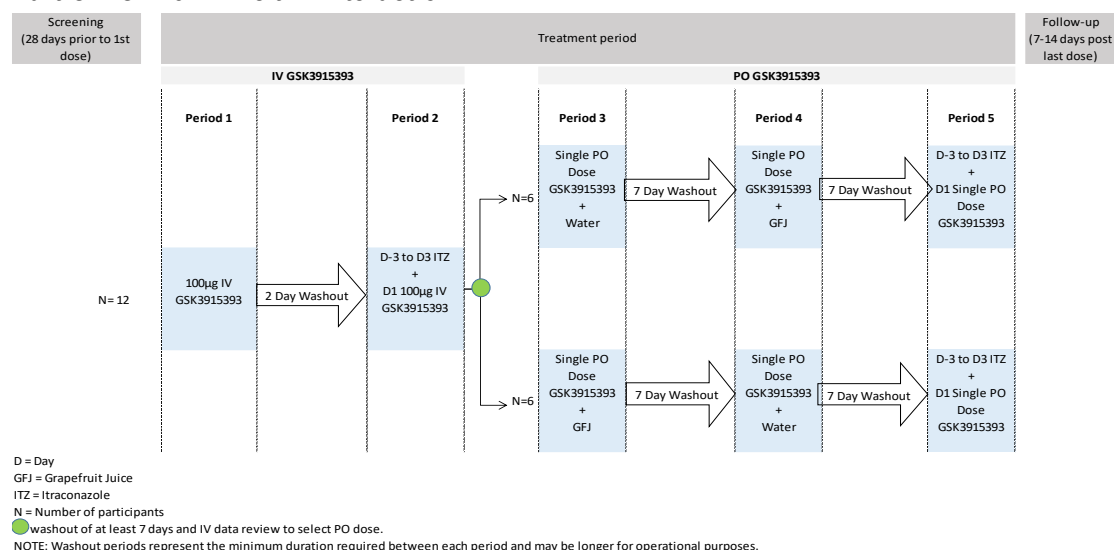 Screening
(28 days prior to 1st
dose)
Treatment period
Follow-up
(7-14 days post
last dose)
IV GSK3915393
PO GSK3915393
Period 1
Period 2
Period 3
Period 4
Period 5
N= 12
100µg IV
GSK3915393
2 Day Washout
D-3 to D3 ITZ
+
D1 100µg IV
GSK3915393
N=6
Single PO
Dose
GSK3915393
+
Water
7 Day Washout
Single PO
Dose
GSK3915393
+
GFJ
7 Day Washout
D-3 to D3 ITZ
+
D1 Single PO
Dose
GSK3915393
N=6
Single PO
Dose
GSK3915393
+
GFJ
7 Day Washout
Single PO
Dose
GSK3915393
+
Water
7 Day Washout
D-3 to D3 ITZ
+
D1 Single PO
Dose
GSK3915393
D = Day
GFJ = Grapefruit Juice
ITZ = Itraconazole
N = Number of participants
washout of at least 7 days and IV data review to select PO dose.
NOTE: Washout periods represent the minimum duration required between each period and may be longer for operational purposes.